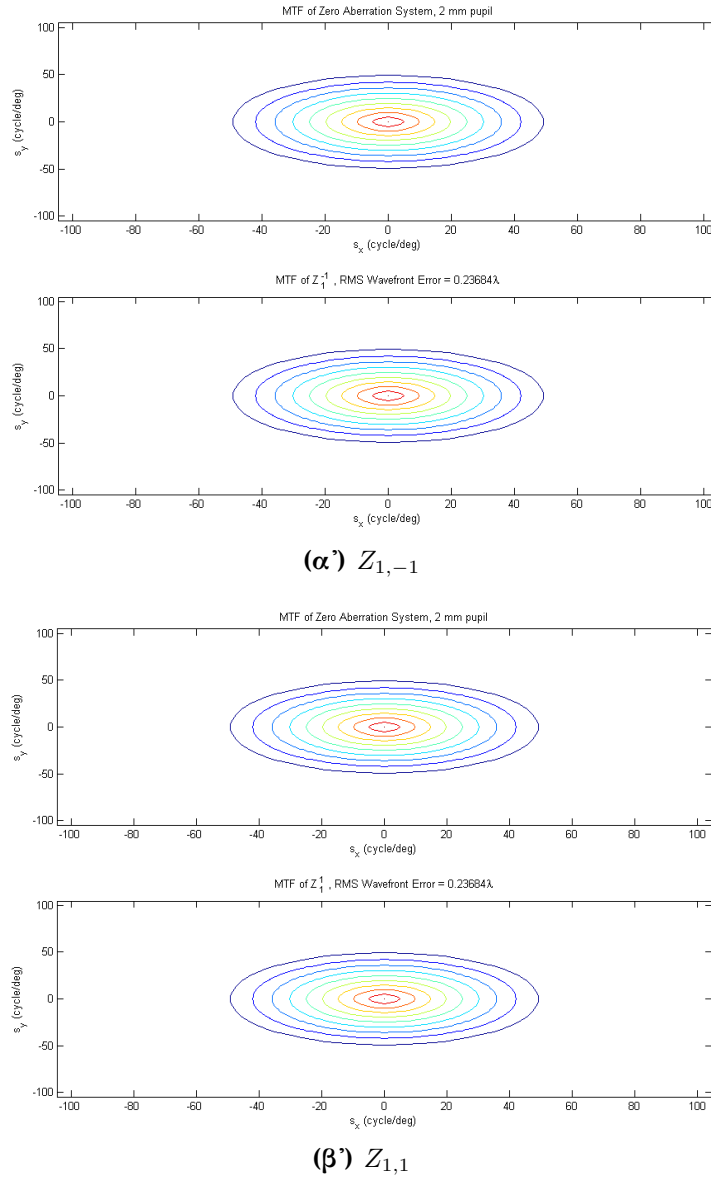 MTF of Zero Aberration System, 2 mm pupil
s_y (cycle/deg)
100
50
0
-50
-100
-100 -80 -60 -40 -20 0 20 40 60 80 100
s_x (cycle/deg)
MTF of Z_1^-1 , RMS Wavefront Error = 0.23684λ
s_y (cycle/deg)
100
50
0
-50
-100
-100 -80 -60 -40 -20 0 20 40 60 80 100
s_x (cycle/deg)
(α') Z_1,−1
MTF of Zero Aberration System, 2 mm pupil
s_y (cycle/deg)
100
50
0
-50
-100
-100 -80 -60 -40 -20 0 20 40 60 80 100
s_x (cycle/deg)
MTF of Z_1^1 , RMS Wavefront Error = 0.23684λ
s_y (cycle/deg)
100
50
0
-50
-100
-100 -80 -60 -40 -20 0 20 40 60 80 100
s_x (cycle/deg)
(β') Z_1,1